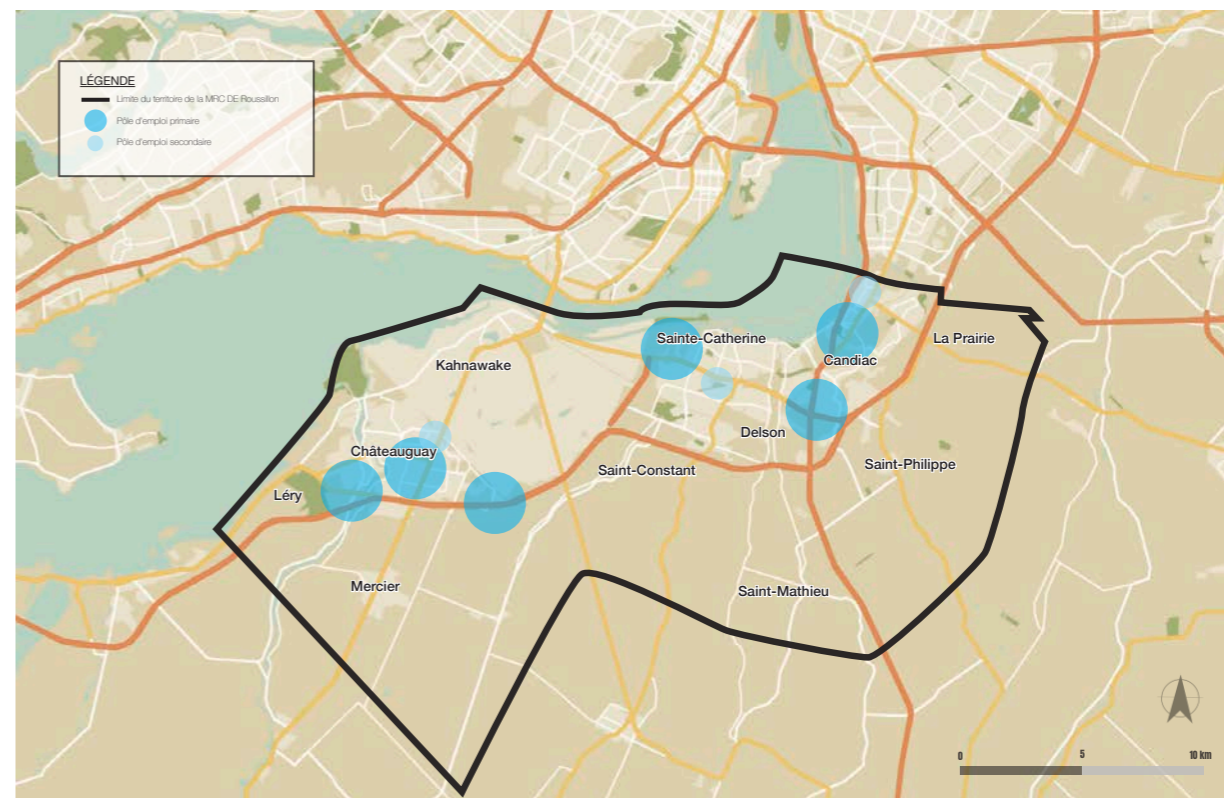 LÉGENDE
Limite du territoire de la MRC DE Roussillon
Pôle d'emploi primaire
Pôle d'emploi secondaire
Sainte-Catherine
La Prairie
Candiac
Kahnawake
Delson
Châteauguay
Saint-Philippe
Saint-Constant
Léry
Mercier
Saint-Mathieu
0 5 10 km